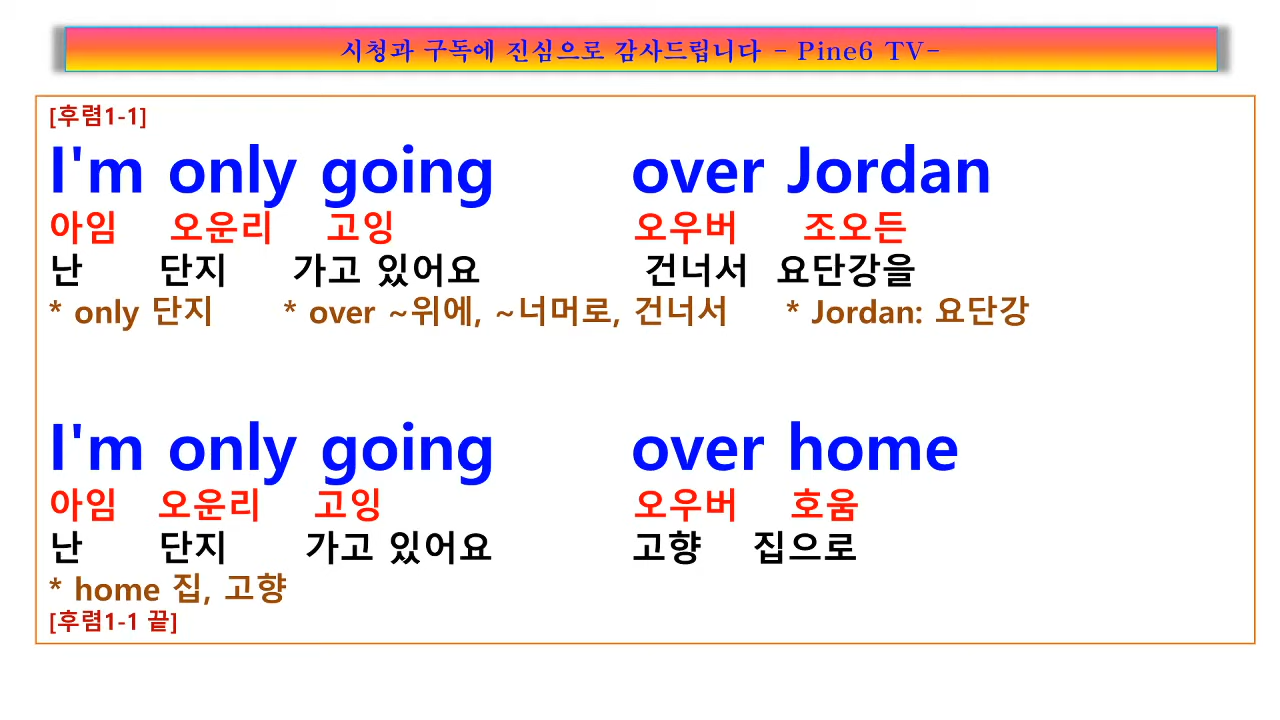 시청과 구독에 진심으로 감사드립니다 - Pine6 TV-
[후렴1-1]
I'm only going over Jordan
아임 오운리 고잉 오우버 조오든
난 단지 가고 있어요 건너서 요단강을
* only 단지 * over ~위에, ~너머로, 건너서 * Jordan: 요단강
I'm only going over home
아임 오운리 고잉 오우버 호움
난 단지 가고 있어요 고향 집으로
* home 집, 고향
[후렴1-1 끝]